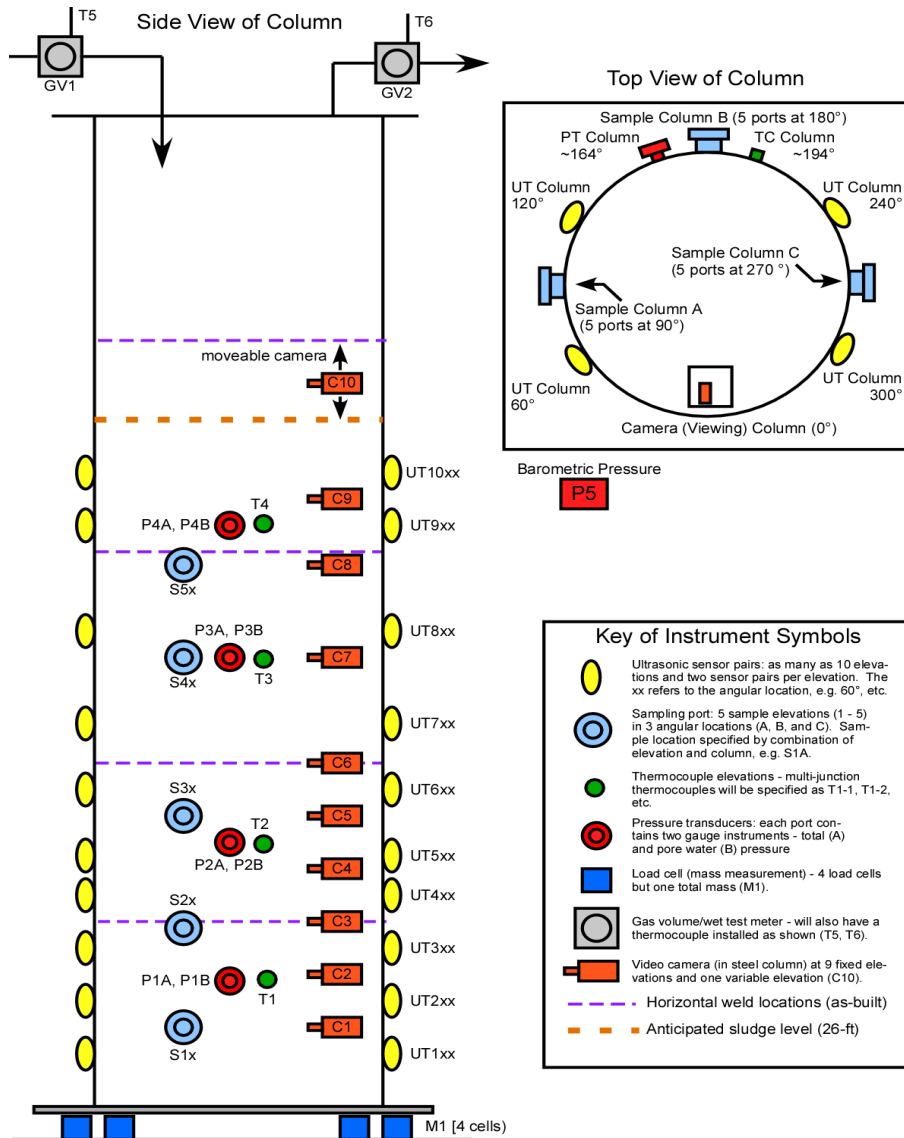 Side View of Column
T5
T6
GV1
GV2
moveable camera
C10
UT10xx
C9
T4
P4A, P4B
UT9xx
C8
S5x
UT8xx
P3A, P3B
C7
S4x
T3
UT7xx
C6
UT6xx
S3x
T2
C5
P2A, P2B
C4
UT5xx
UT4xx
S2x
C3
UT3xx
P1A, P1B
C2
T1
UT2xx
C1
S1x
UT1xx
M1 [4 cells)
Top View of Column
Sample Column B (5 ports at 180°)
PT Column
~164°
TC Column
~194°
UT Column
120°
UT Column
240°
Sample Column C
(5 ports at 270 °)
Sample Column A
(5 ports at 90°)
UT Column
60°
UT Column
300°
Camera (Viewing) Column (0°)
Barometric Pressure
P5
Key of Instrument Symbols
Ultrasonic sensor pairs: as many as 10 eleva-
tions and two sensor pairs per elevation. The
xx refers to the angular location, e.g. 60°, etc.
Sampling port: 5 sample elevations (1 - 5)
in 3 angular locations (A, B, and C). Sam-
ple location specified by combination of
elevation and column, e.g. S1A.
Thermocouple elevations - multi-junction
thermocouples will be specified as T1-1, T1-2,
etc.
Pressure transducers: each port con-
tains two gauge instruments - total (A)
and pore water (B) pressure
Load cell (mass measurement) - 4 load cells
but one total mass (M1).
Gas volume/wet test meter - will also have a
thermocouple installed as shown (T5, T6).
Video camera (in steel column) at 9 fixed ele-
vations and one variable elevation (C10).
Horizontal weld locations (as-built)
Anticipated sludge level (26-ft)